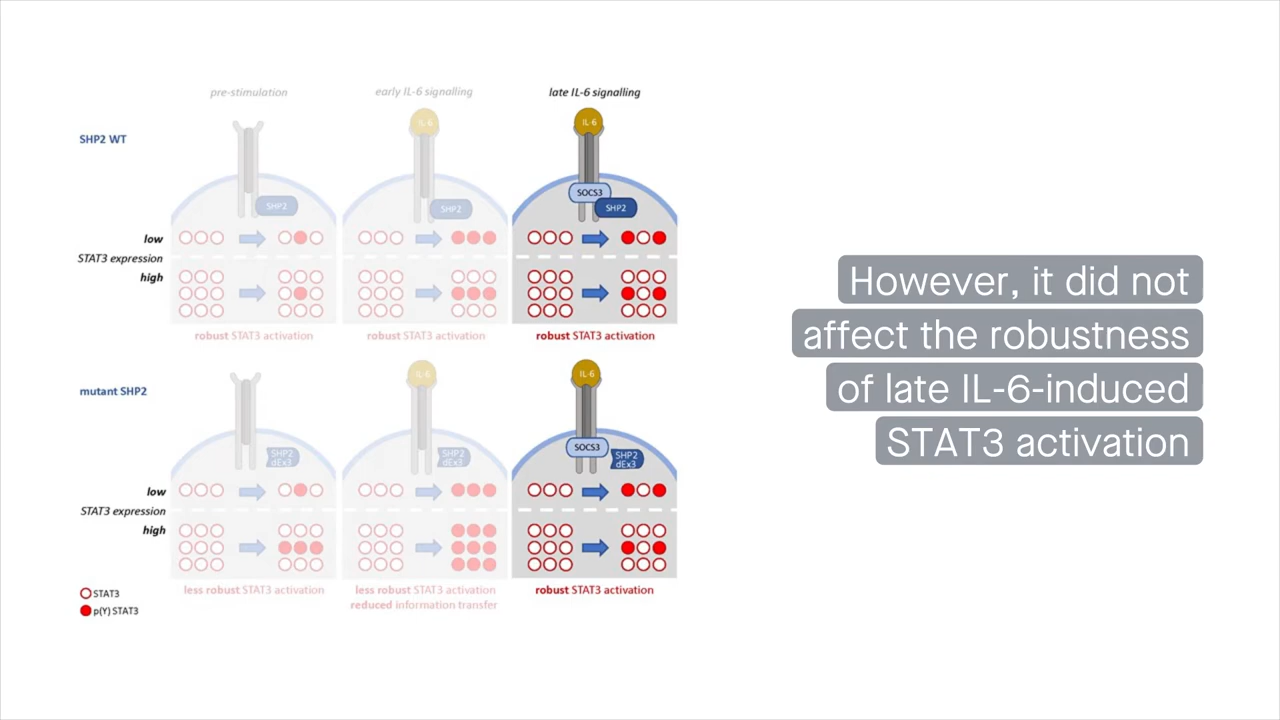 pre-stimulation
early IL-6 signalling
late IL-6 signalling
SHP2 WT
IL-6
IL-6
SHP2
SHP2
SOCS3
SHP2
low
STAT3 expression
high
robust STAT3 activation
robust STAT3 activation
robust STAT3 activation
mutant SHP2
IL-6
IL-6
SHP2
dEx3
SHP2
dEx3
SOCS3
SHP2
dEx3
low
STAT3 expression
high
less robust STAT3 activation
less robust STAT3 activation
reduced information transfer
robust STAT3 activation
STAT3
p(Y) STAT3
However, it did not
affect the robustness
of late IL-6-induced
STAT3 activation